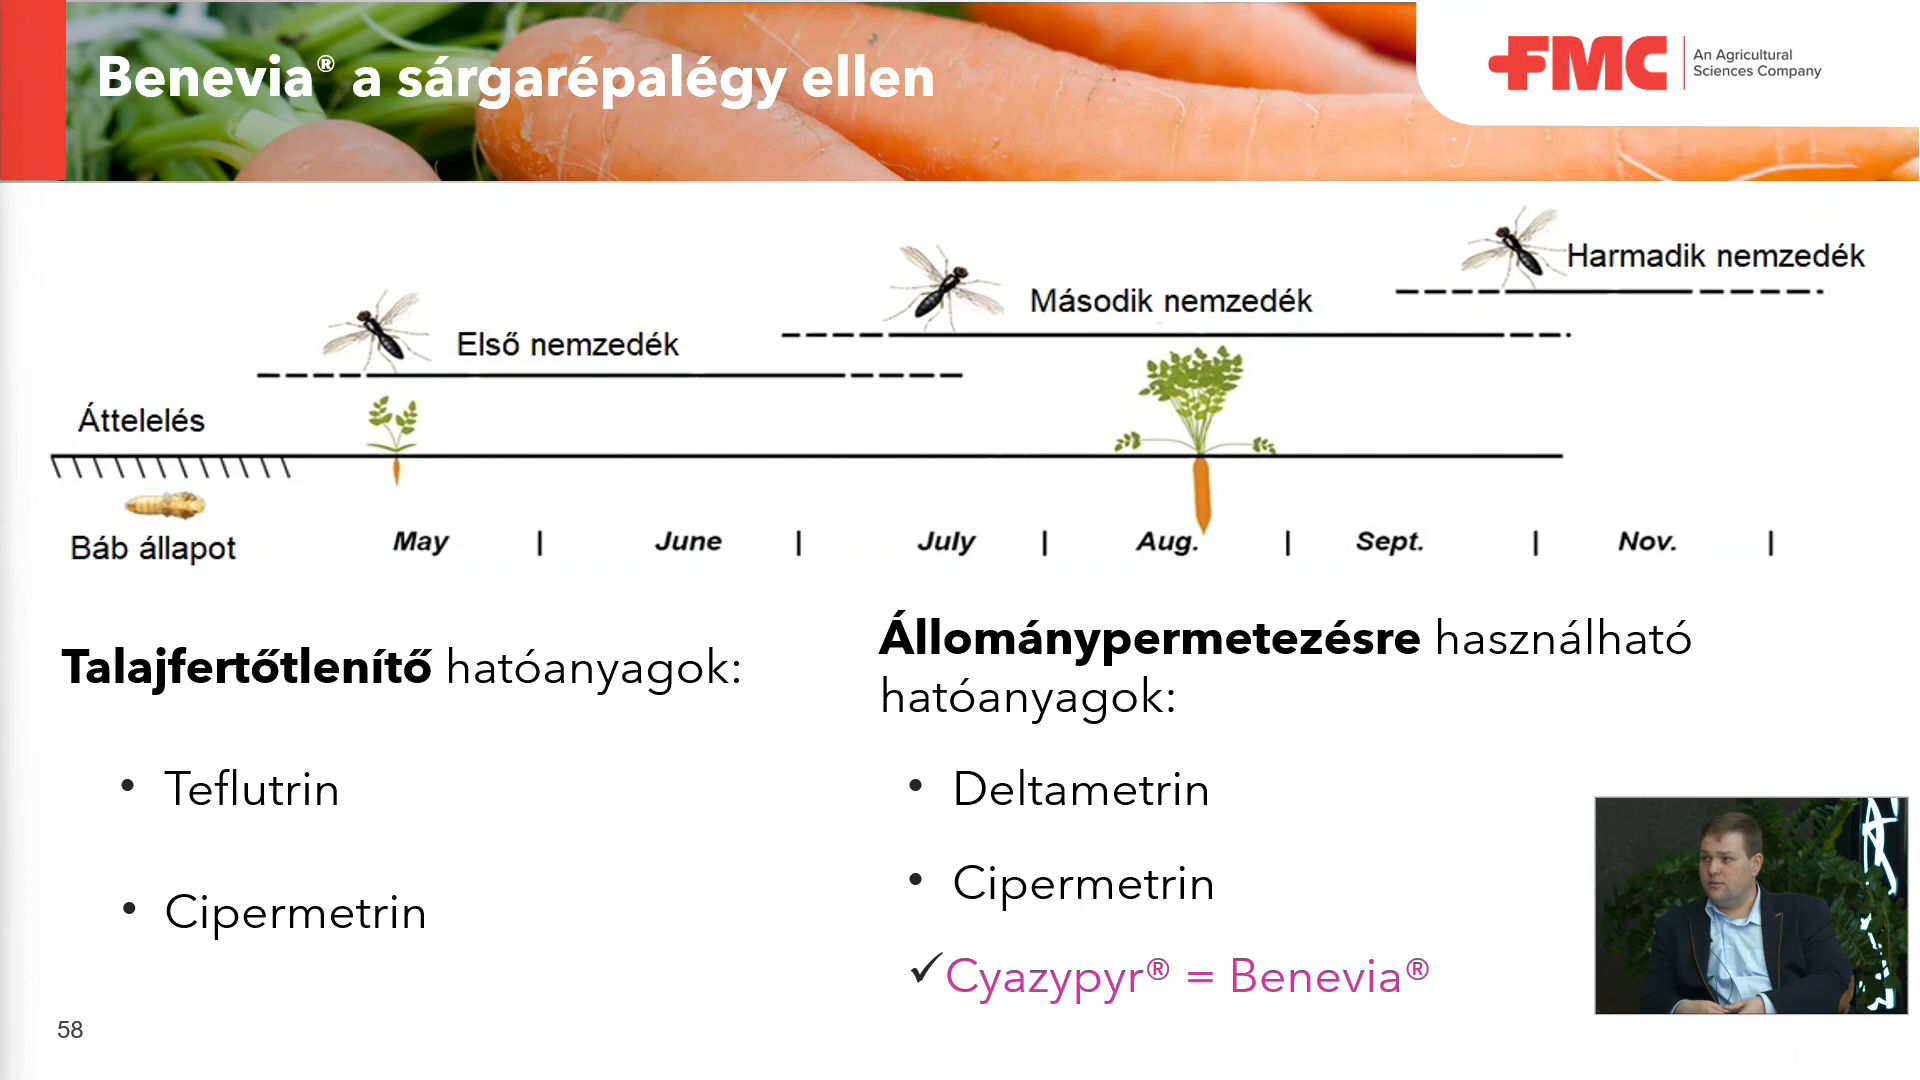 Benevia® a sárgarépalégy ellen
FMC
An Agricultural
Sciences Company
Harmadik nemzedék
Második nemzedék
Első nemzedék
Áttelelés
Báb állapot
May | June | July | Aug. | Sept. | Nov. |
Talajfertőtlenítő hatóanyagok:
• Teflutrin
• Cipermetrin
Állománypermetezésre használható
hatóanyagok:
• Deltametrin
• Cipermetrin
✓Cyazypyr® = Benevia®
58